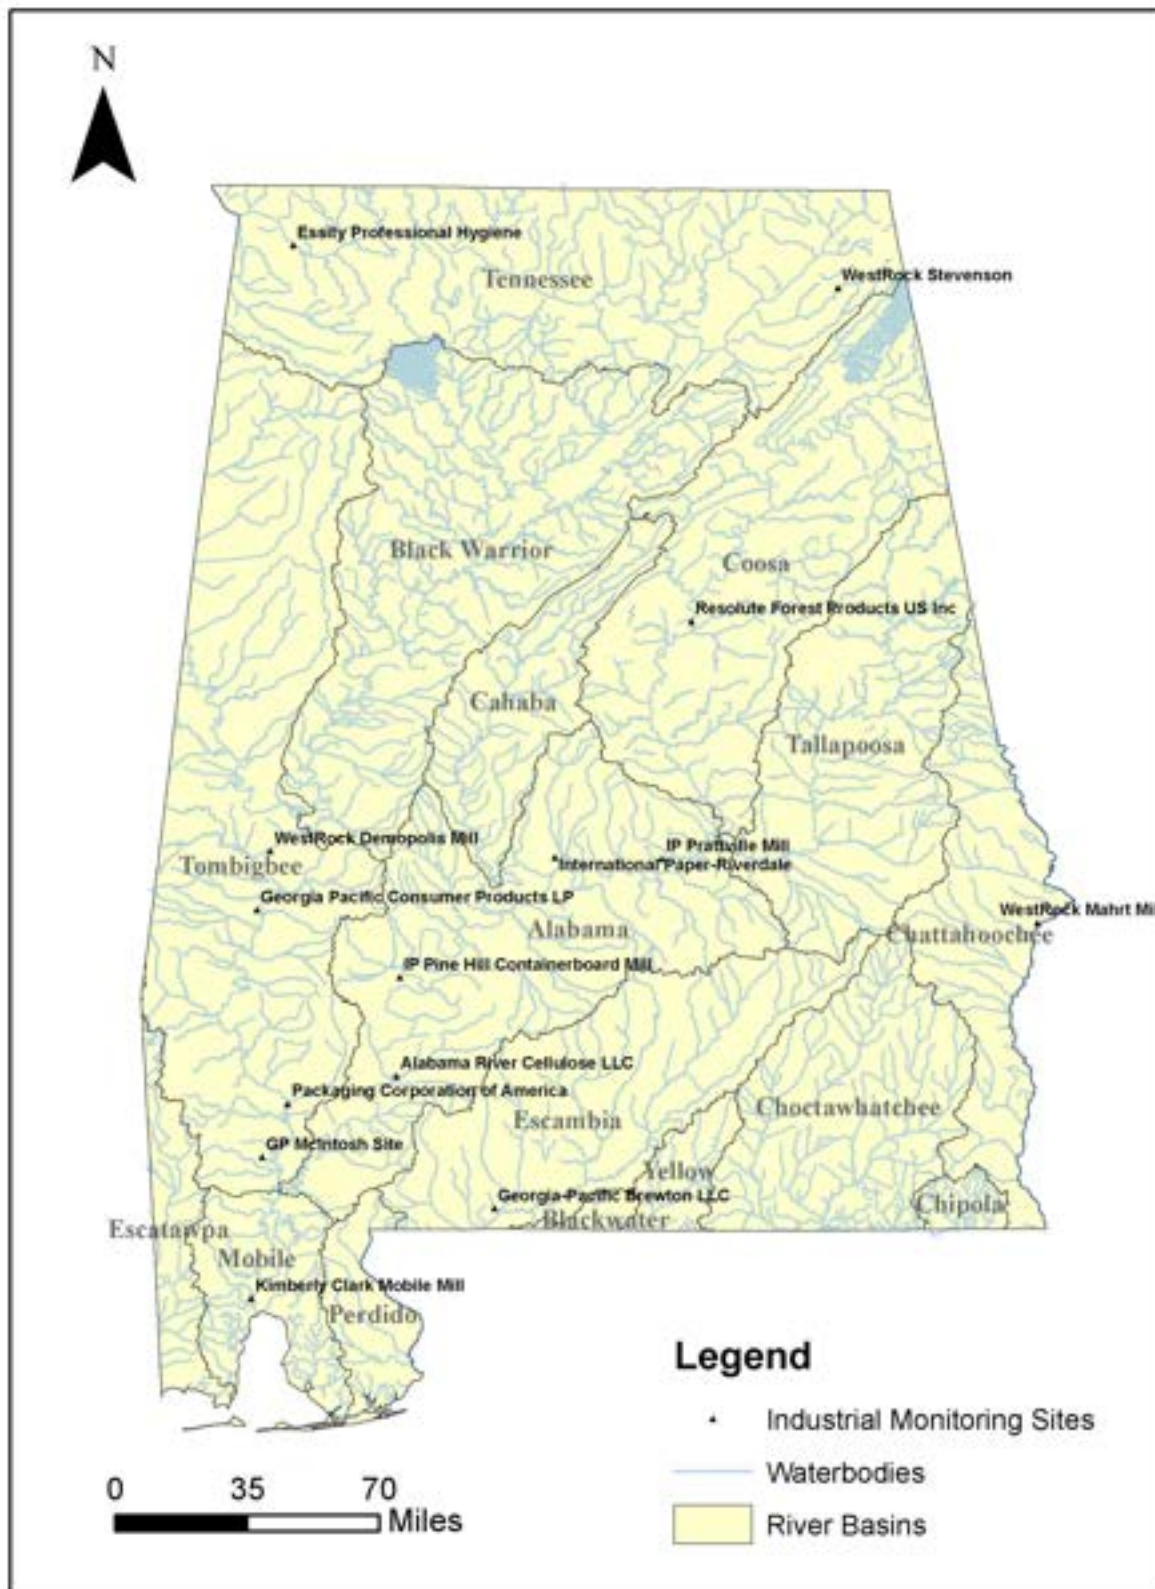 N
Essity Professional Hygiene
Tennessee
WestRock Stevenson
Black Warrior
Coosa
Resolute Forest Products US Inc
Cahaba
Tallapoosa
WestRock Demopolis Mill
IP Prattville Mill
Tombigbee
International Paper-Riverdale
Georgia Pacific Consumer Products LP
WestRock Mahrt Mil
Alabama
Chattahoochee
IP Pine Hill Containerboard Mill
Alabama River Cellulose LLC
Packaging Corporation of America
Choctawhatchee
Escambia
GP McIntosh Site
Yellow
Georgia-Pacific Brewton LLC
Chipola
Blackwater
Escatawpa
Mobile
Kimberly Clark Mobile Mill
Perdido
Legend
Industrial Monitoring Sites
Waterbodies
River Basins
0 35 70
Miles